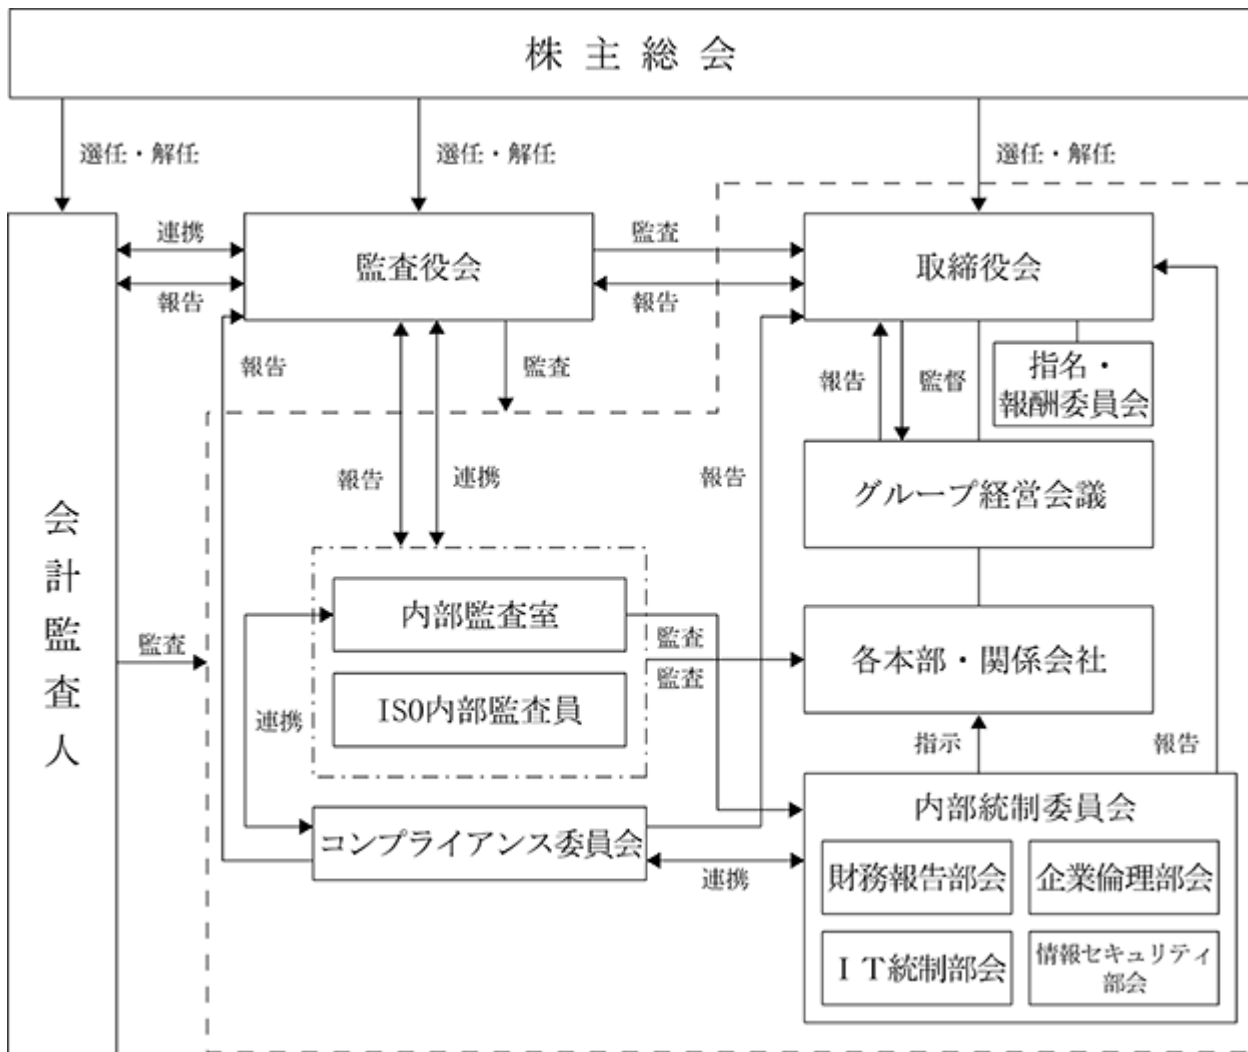 株主総会
選任・解任
選任・解任
選任・解任
連携
監査役会
監査
取締役会
報告
報告
報告
監査
報告
監督
指名・
報酬委員会
報告
連携
報告
グループ経営会議
会計監査人
内部監査室
監査
各本部・関係会社
監査
監査
ISO内部監査員
連携
指示
報告
内部統制委員会
コンプライアンス委員会
連携
財務報告部会
企業倫理部会
IT統制部会
情報セキュリティ
部会